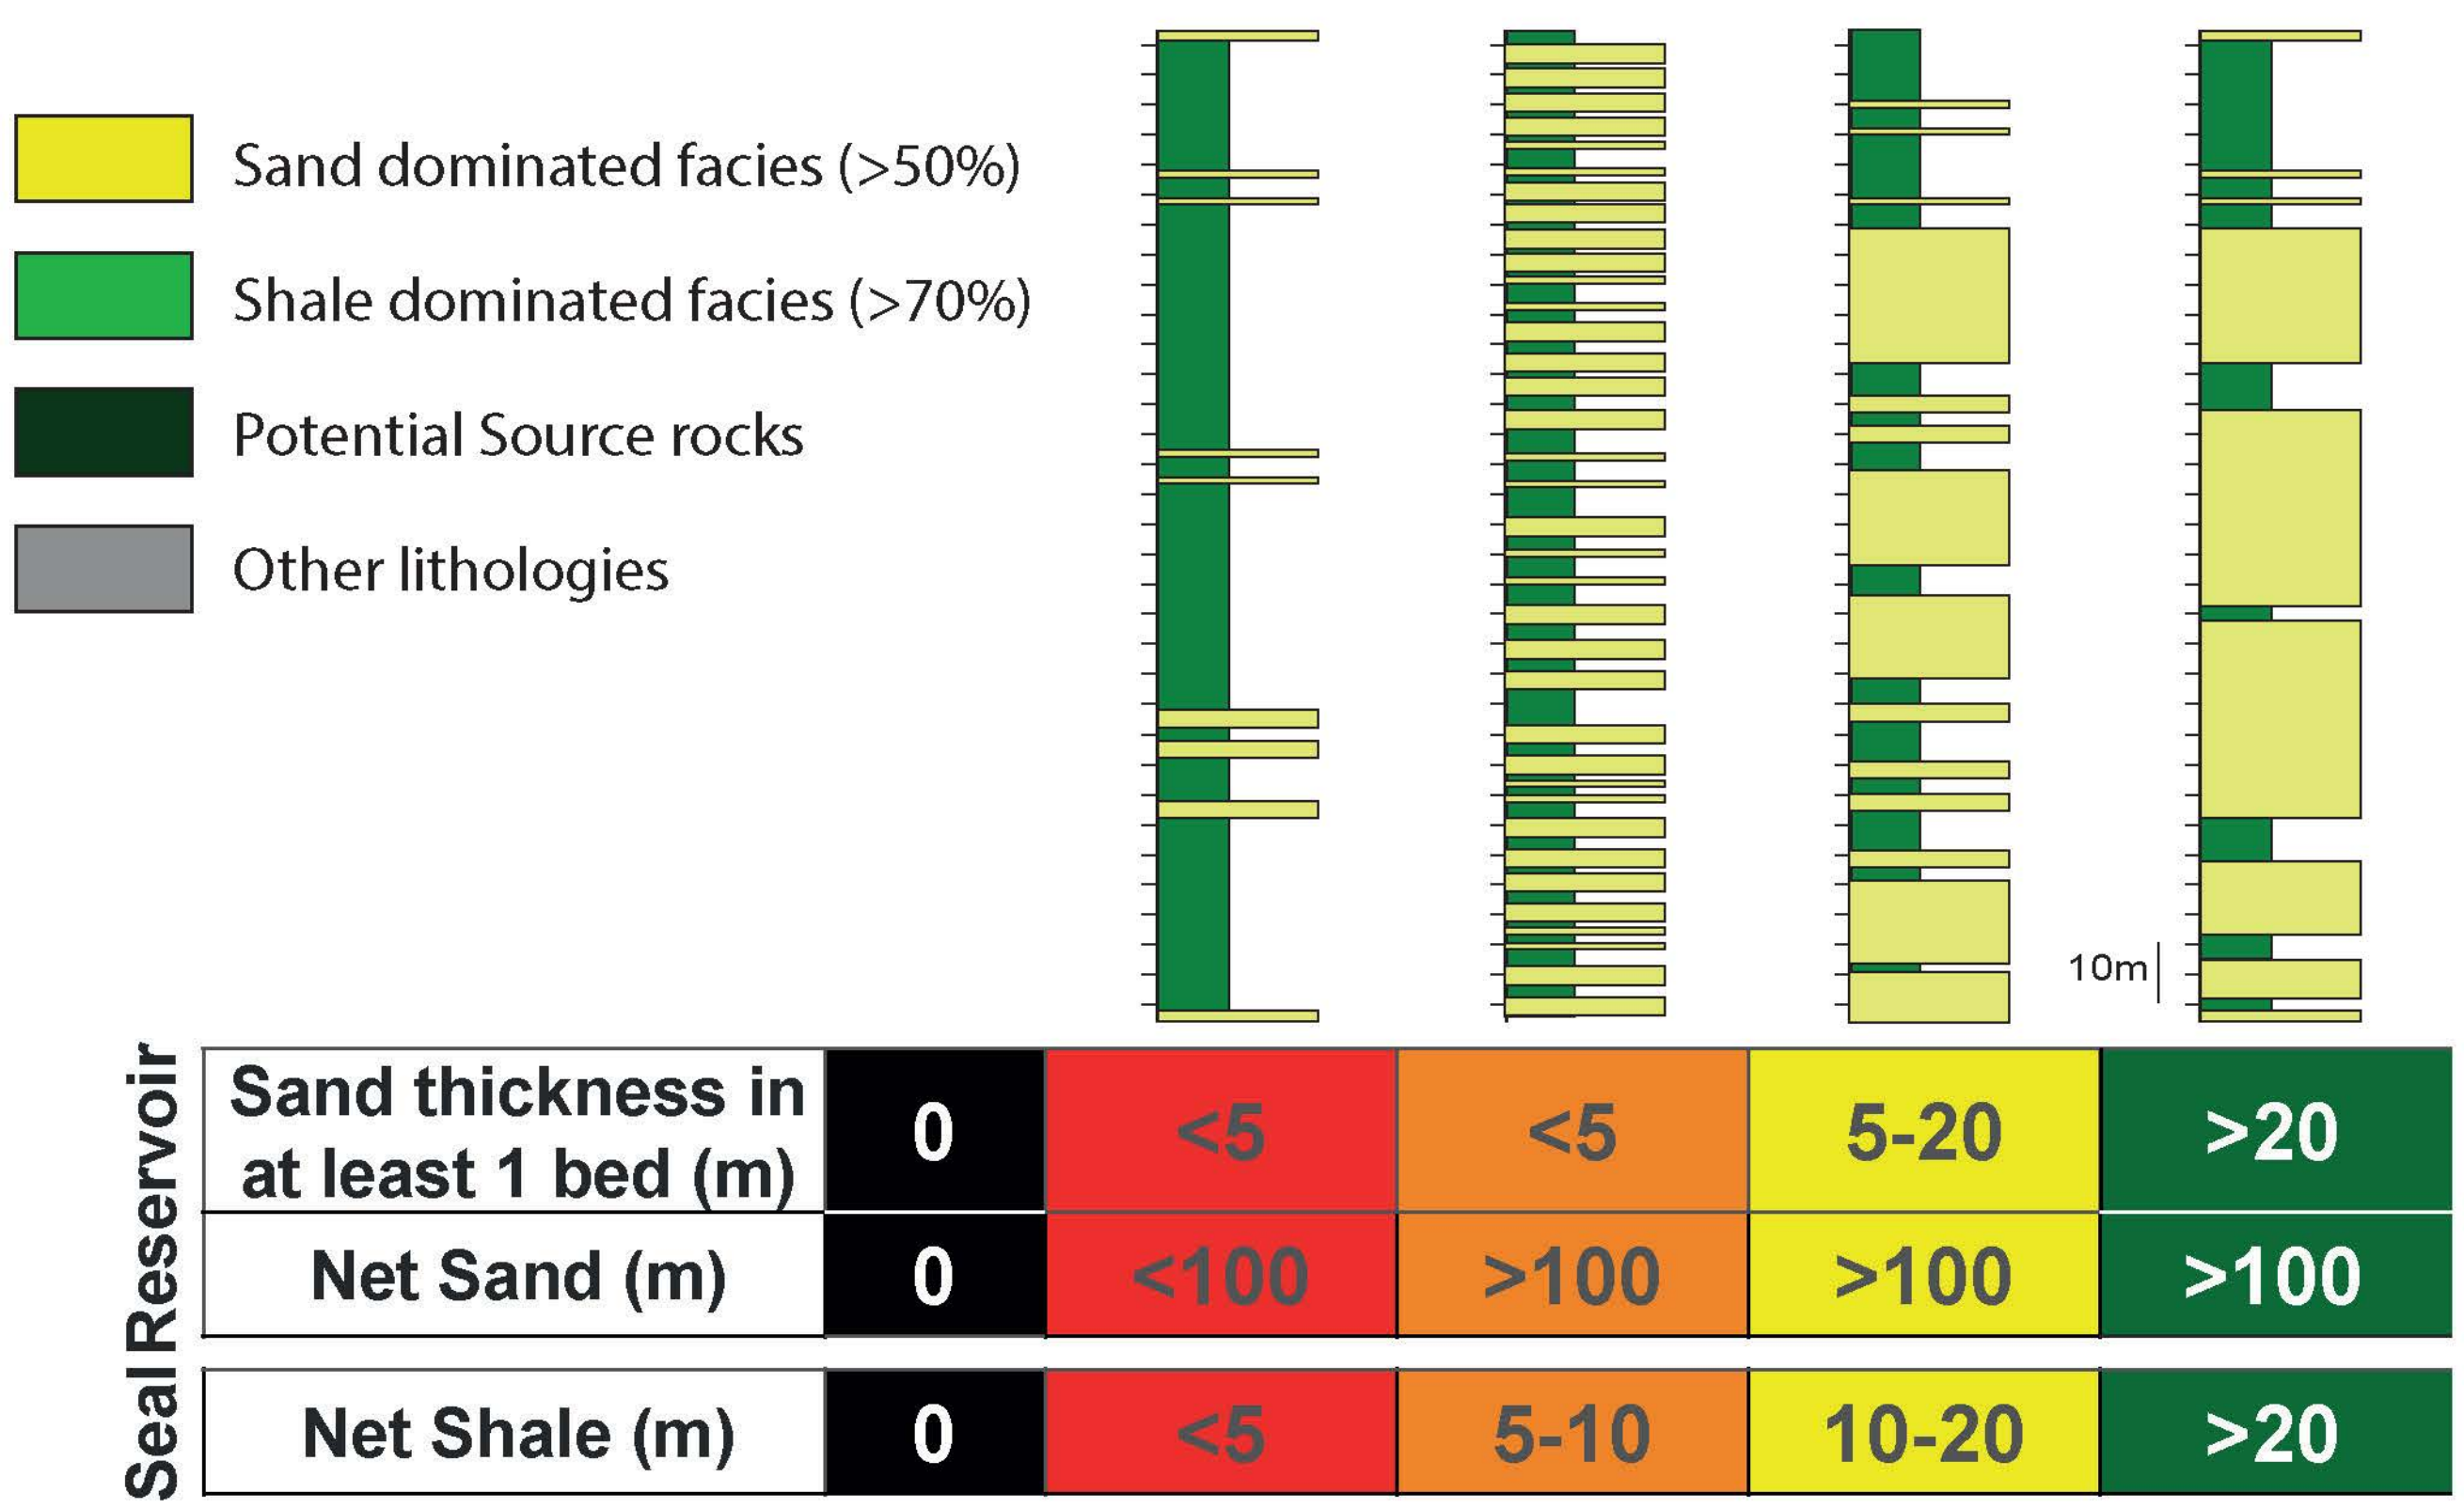 Sand dominated facies (>50%)
Shale dominated facies (>70%)
Potential Source rocks
Other lithologies
10m
Reservoir
Sand thickness in
at least 1 bed (m)
0
<5
<5
5-20
>20
Net Sand (m)
0
<100
>100
>100
>100
Seal
Net Shale (m)
0
<5
5-10
10-20
>20